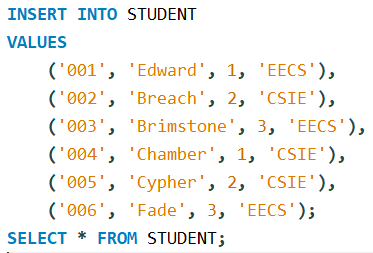 INSERT INTO STUDENT
VALUES
('001', 'Edward', 1, 'EECS'),
('002', 'Breach', 2, 'CSIE'),
('003', 'Brimstone', 3, 'EECS'),
('004', 'Chamber', 1, 'CSIE'),
('005', 'Cypher', 2, 'CSIE'),
('006', 'Fade', 3, 'EECS');
SELECT * FROM STUDENT;